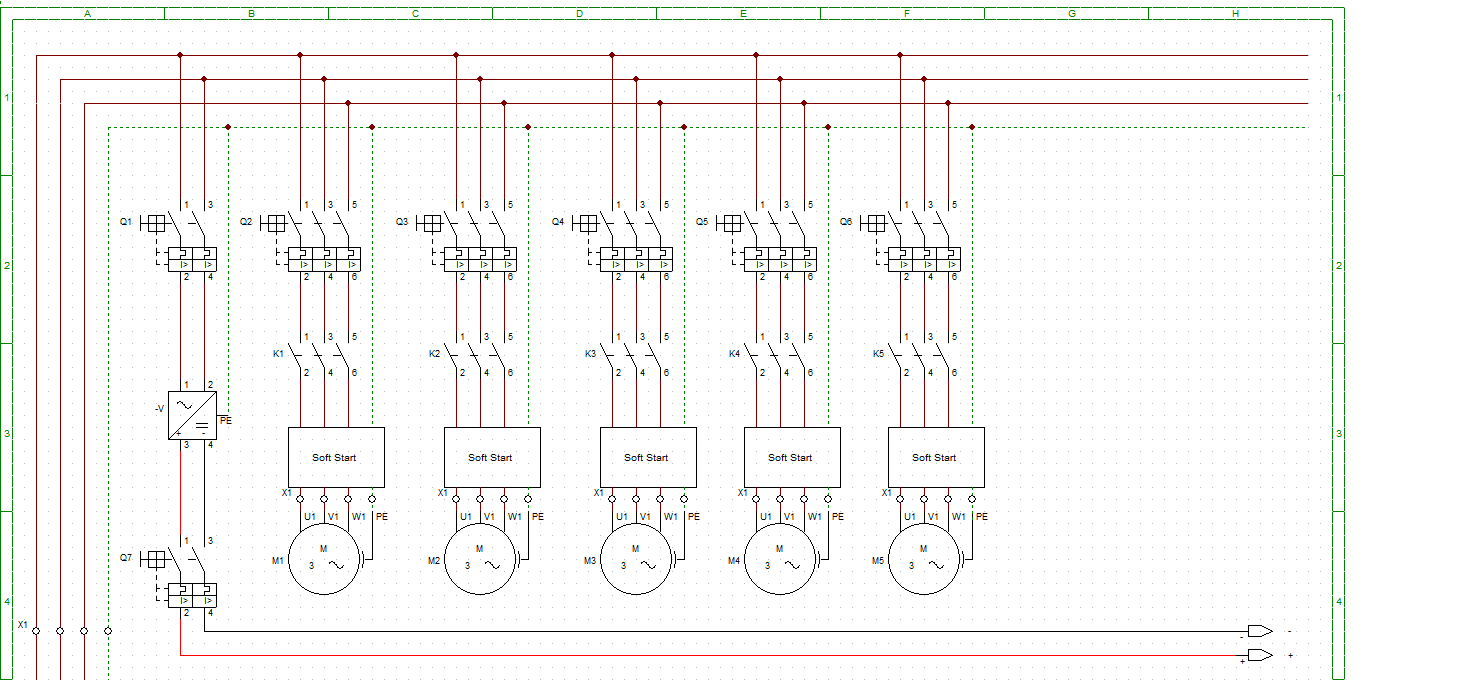 A B C D E F G H
1 1
1 3 1 3 5 1 3 5 1 3 5 1 3 5 1 3 5
Q1 Q2 Q3 Q4 Q5 Q6
2 2
I> I> I> I> I> I> I> I> I> I> I> I> I> I> I> I> I>
2 4 2 4 6 2 4 6 2 4 6 2 4 6 2 4 6
1 3 5 1 3 5 1 3 5 1 3 5 1 3 5
K1 K2 K3 K4 K5
2 4 6 2 4 6 2 4 6 2 4 6 2 4 6
1 2
-V
PE
+ -
3 3
3 4
Soft Start Soft Start Soft Start Soft Start Soft Start
X1 X1 X1 X1 X1
U1 V1 W1 PE U1 V1 W1 PE U1 V1 W1 PE U1 V1 W1 PE U1 V1 W1 PE
1 3
Q7
M M M M M
M1 M2 M3 M4 M5
3 3 3 3 3
4 4
I> I>
2 4
X1
- -
+ +